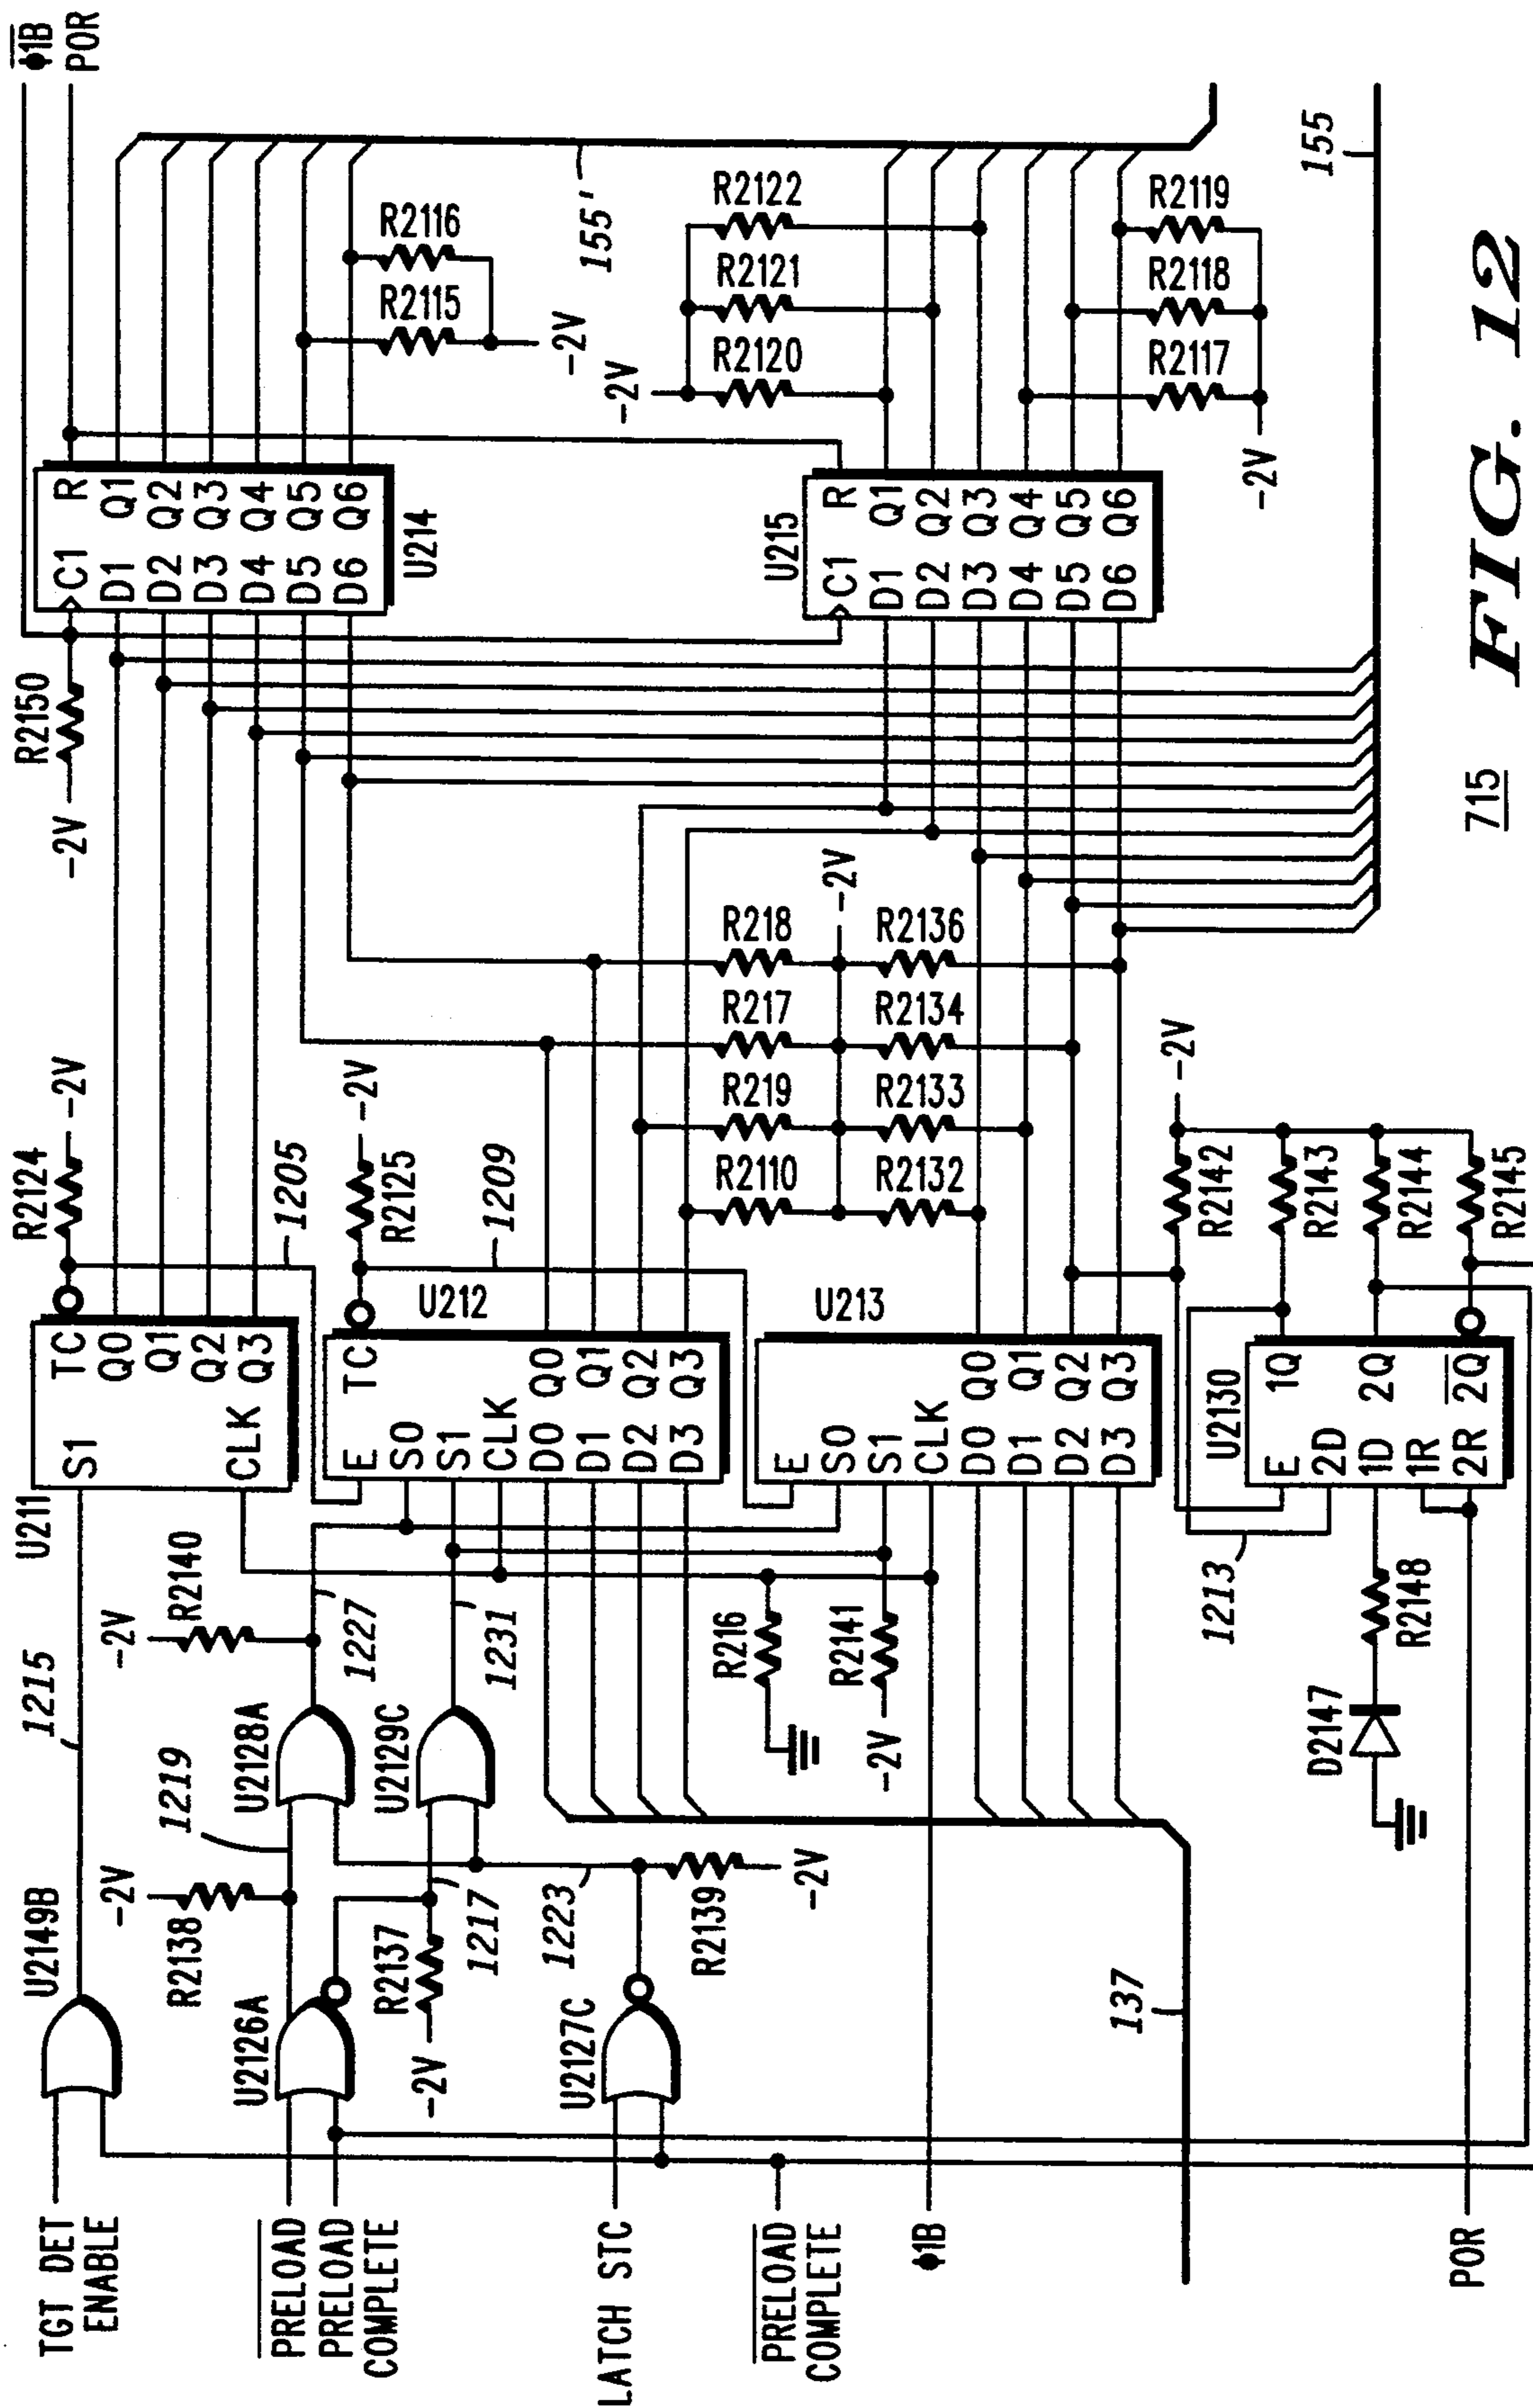 TGT DET
ENABLE
PRELOAD
PRELOAD
COMPLETE
LATCH STC
PRELOAD
COMPLETE
ϕ1B
POR
U2149B
1215
-2V
R2138
1219
U2126A
-2V
R2137
1217
U2127C
1223
R2139
-2V
137
-2V
R2140
U2128A
1227
U2129C
1231
R216
R2141
-2V
D2147
R2148
1213
U211
S1
CLK
TC
Q0
Q1
Q2
Q3
R2124
-2V
1205
E
S0
S1
CLK
D0
D1
D2
D3
TC
Q0
Q1
Q2
Q3
U212
R2125
-2V
1209
U213
E
S0
S1
CLK
D0
D1
D2
D3
Q0
Q1
Q2
Q3
U2130
E
2D
1D
1R
2R
1Q
2Q
2Q
R2142
R2143
R2144
R2145
-2V
R2110
R219
R217
R218
-2V
R2132
R2133
R2134
R2136
-2V
R2150
C1
D1
D2
D3
D4
D5
D6
R
Q1
Q2
Q3
Q4
Q5
Q6
U214
U215
C1
D1
D2
D3
D4
D5
D6
R
Q1
Q2
Q3
Q4
Q5
Q6
R2115
R2116
-2V
-2V
R2120
R2121
R2122
R2117
R2118
R2119
-2V
155'
155
ϕ1B
POR
715
FIG. 12